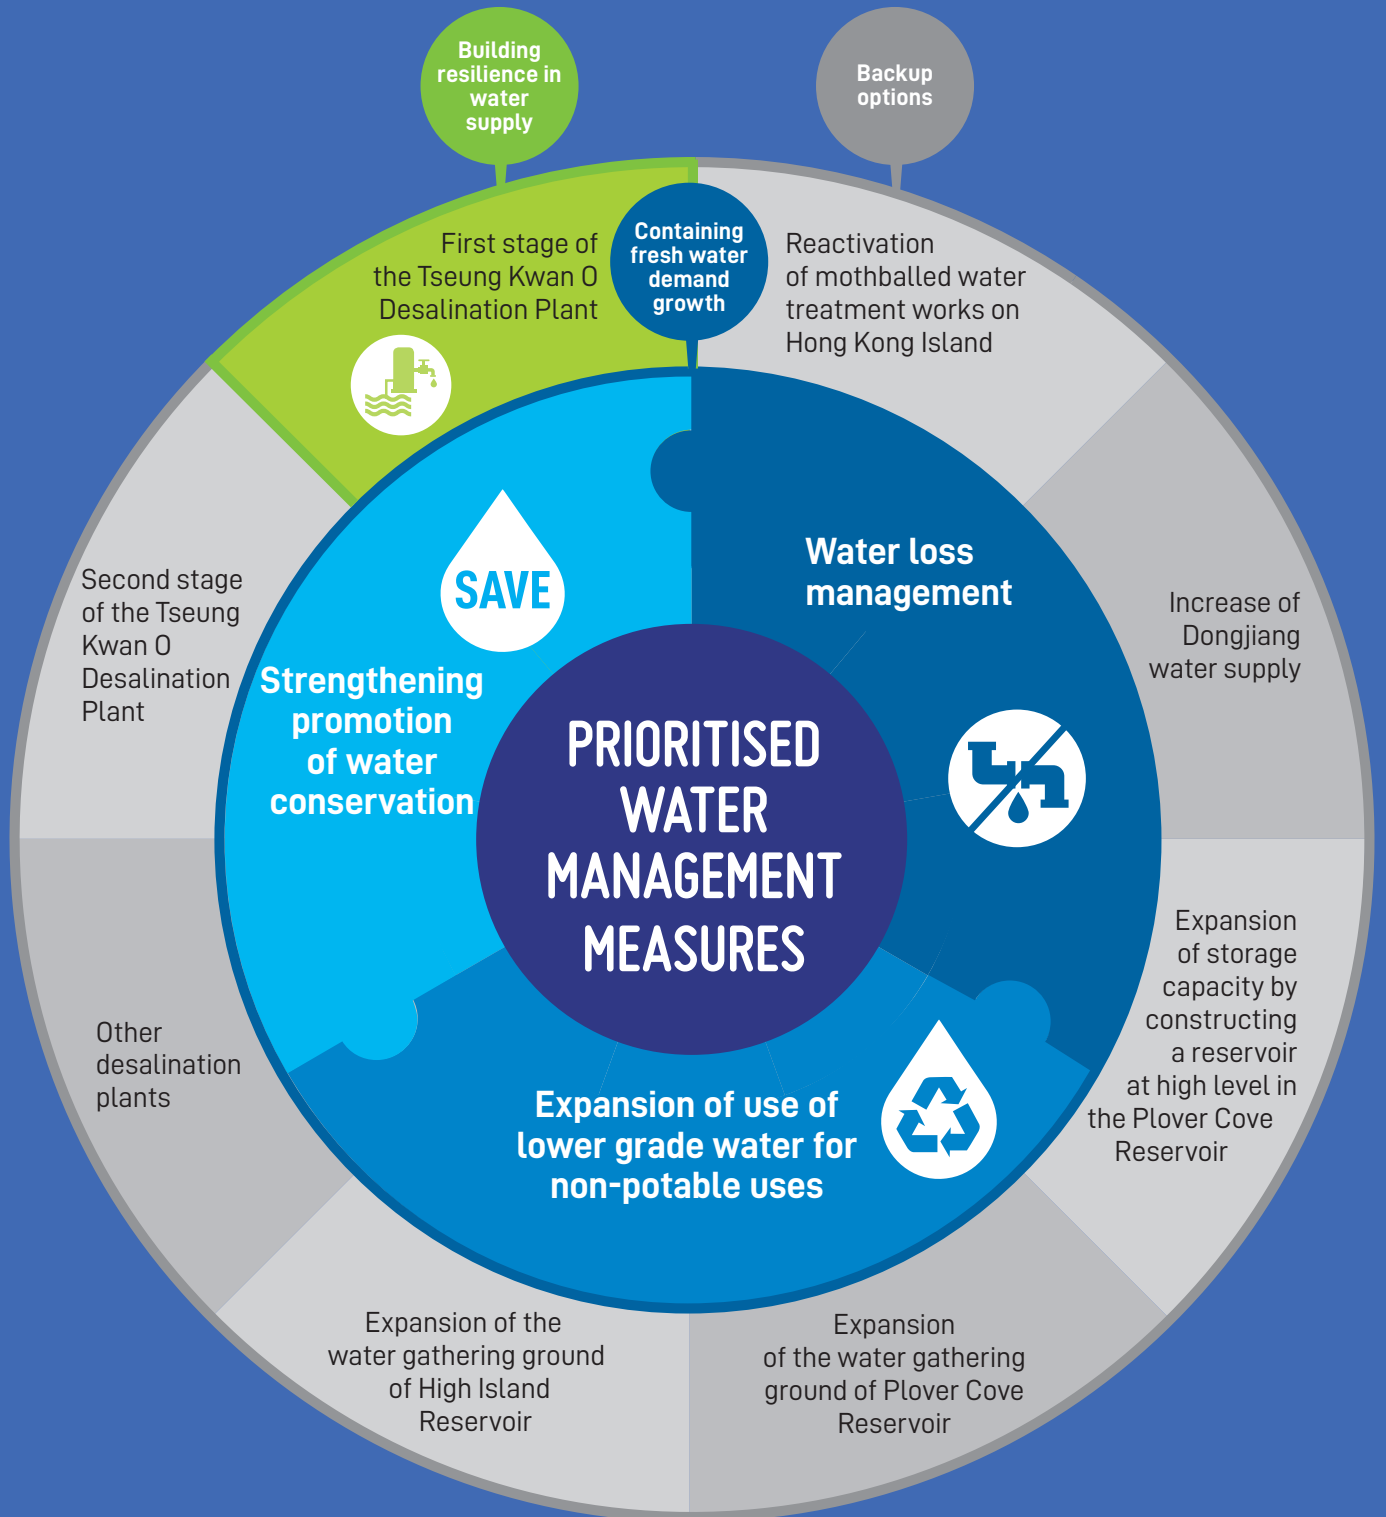 Building
resilience in
water
supply
Backup
options
Containing
fresh water
demand
growth
First stage of
the Tseung Kwan O
Desalination Plant
Reactivation
of mothballed water
treatment works on
Hong Kong Island
Increase of
Dongjiang
water supply
Expansion
of storage
capacity by
constructing
a reservoir
at high level in
the Plover Cove
Reservoir
Expansion
of the water gathering
ground of Plover Cove
Reservoir
Expansion of the
water gathering ground
of High Island
Reservoir
Other
desalination
plants
Second stage
of the Tseung
Kwan O
Desalination
Plant
SAVE
Strengthening
promotion
of water
conservation
Water loss
management
Expansion of use of
lower grade water for
non-potable uses
PRIORITISED
WATER
MANAGEMENT
MEASURES